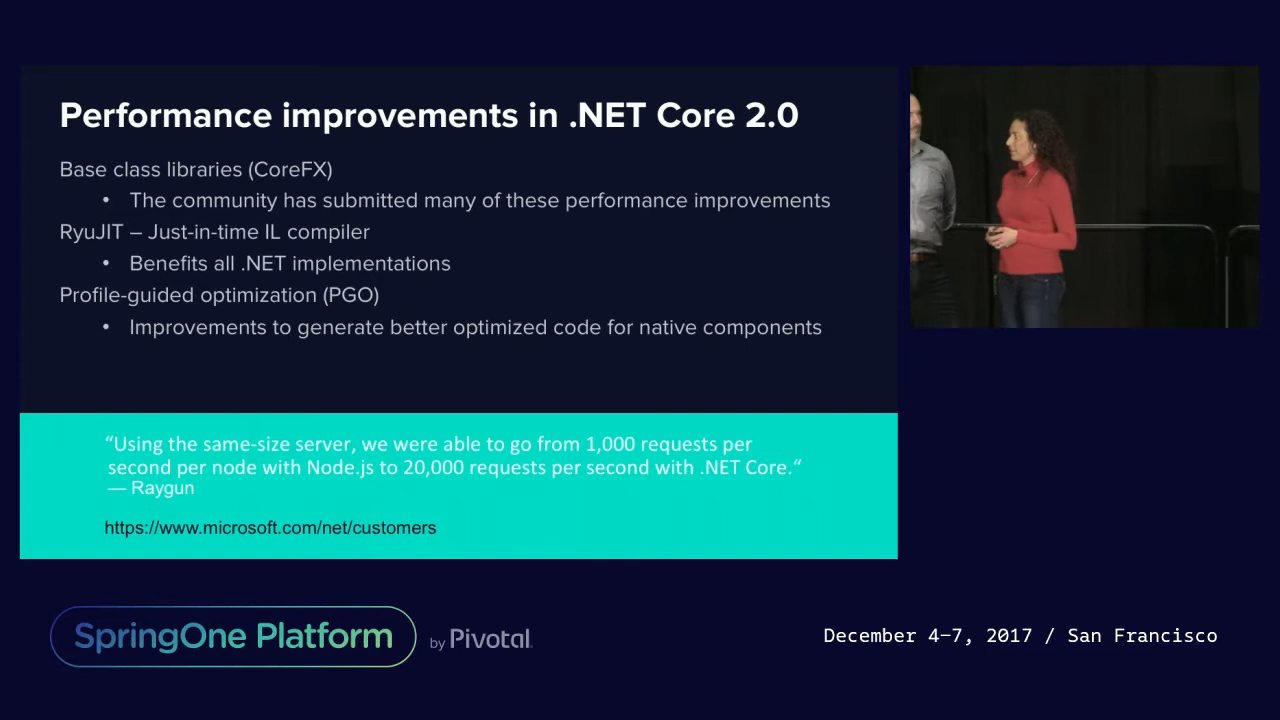 Performance improvements in .NET Core 2.0
Base class libraries (CoreFX)
• The community has submitted many of these performance improvements
RyuJIT – Just-in-time IL compiler
• Benefits all .NET implementations
Profile-guided optimization (PGO)
• Improvements to generate better optimized code for native components
“Using the same-size server, we were able to go from 1,000 requests per
second per node with Node.js to 20,000 requests per second with .NET Core.“
— Raygun
https://www.microsoft.com/net/customers
SpringOne Platform by Pivotal.
December 4–7, 2017 / San Francisco